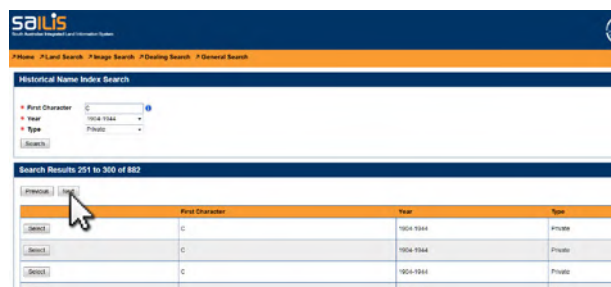 sailis
South Australian Integrated Land Information System
Home Land Search Image Search Dealing Search General Search
Historical Name Index Search
* First Character C
* Year 1904-1944
* Type Private
Search
Search Results 251 to 300 of 882
Previous Next
First Character Year Type
Select C 1904-1944 Private
Select C 1904-1944 Private
Select C 1904-1944 Private